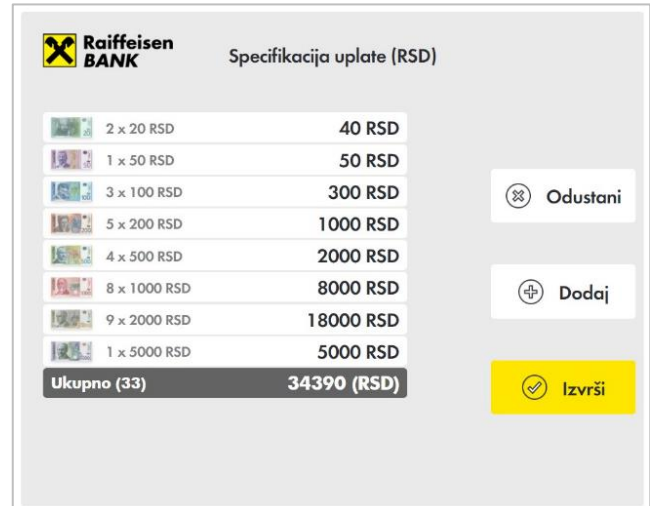 Raiffeisen
BANK
Specifikacija uplate (RSD)
2 x 20 RSD 40 RSD
1 x 50 RSD 50 RSD
3 x 100 RSD 300 RSD
5 x 200 RSD 1000 RSD
4 x 500 RSD 2000 RSD
8 x 1000 RSD 8000 RSD
9 x 2000 RSD 18000 RSD
1 x 5000 RSD 5000 RSD
Ukupno (33) 34390 (RSD)
Odustani
Dodaj
Izvrši